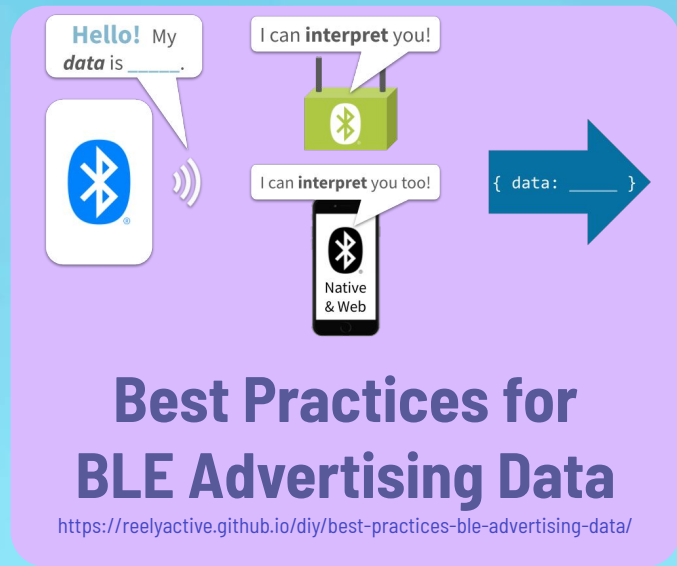 Hello! My
data is _____.
I can interpret you!
I can interpret you too!
Native
& Web
{ data: _____ }
Best Practices for
BLE Advertising Data
https://reelyactive.github.io/diy/best-practices-ble-advertising-data/